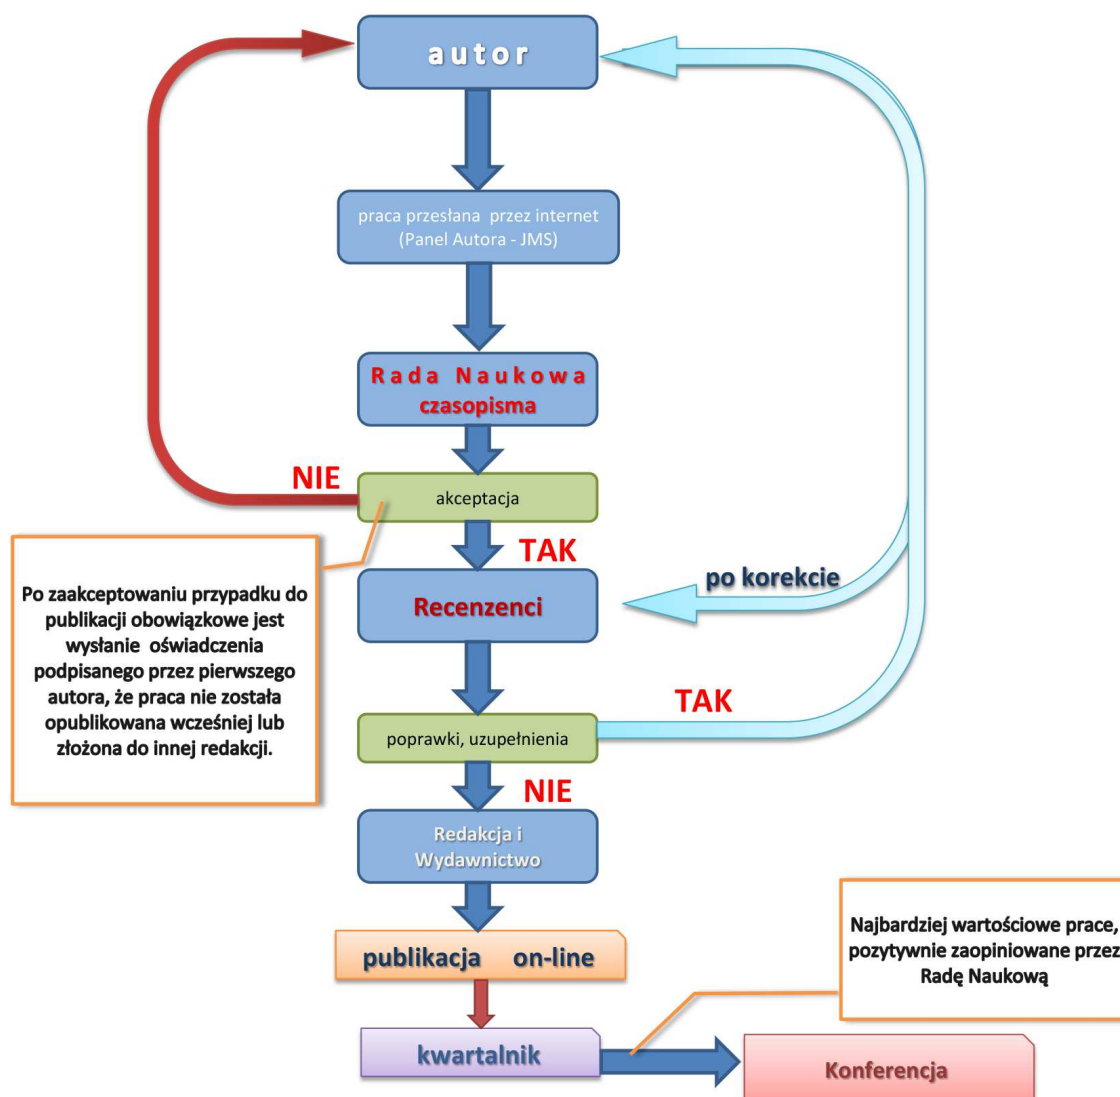 autor
praca przesłana przez internet
(Panel Autora - JMS)
Rada Naukowa
czasopisma
NIE
akceptacja
TAK
Po zaakceptowaniu przypadku do
publikacji obowiązkowe jest
wysłanie oświadczenia
podpisanego przez pierwszego
autora, że praca nie została
opublikowana wcześniej lub
złożona do innej redakcji.
Recenzenci
po korekcie
TAK
poprawki, uzupełnienia
NIE
Redakcja i
Wydawnictwo
publikacja on-line
Najbardziej wartościowe prace,
pozytywnie zaopiniowane przez
Radę Naukową
kwartalnik
Konferencja